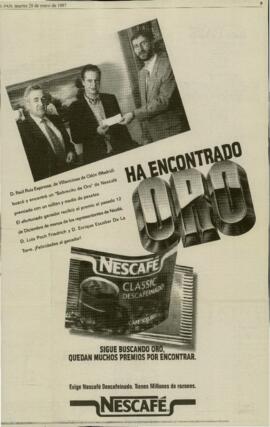 EL PAÍS, martes 28 de enero de 1997
HA ENCONTRADO
ORO
D. Raúl Ruiz Espinosa, de Villaviciosa de Odón (Madrid)
buscó y encontró un "Sobrecito de Oro" de Nescafé
premiado con un millón y medio de pesetas.
El afortunado ganador recibió el premio el pasado 12
de Diciembre de manos de los representantes de Nestlé,
D. Luis Pech Friedrich y D. Enrique Escobar De La
Torre. ¡Felicidades al ganador!
NESCAFÉ
CLASSIC
DESCAFEINADO
CAFÉ SOLUBLE
SIGUE BUSCANDO ORO,
QUEDAN MUCHOS PREMIOS POR ENCONTRAR.
Exige Nescafé Descafeinado. Tienes Millones de razones.
NESCAFÉ